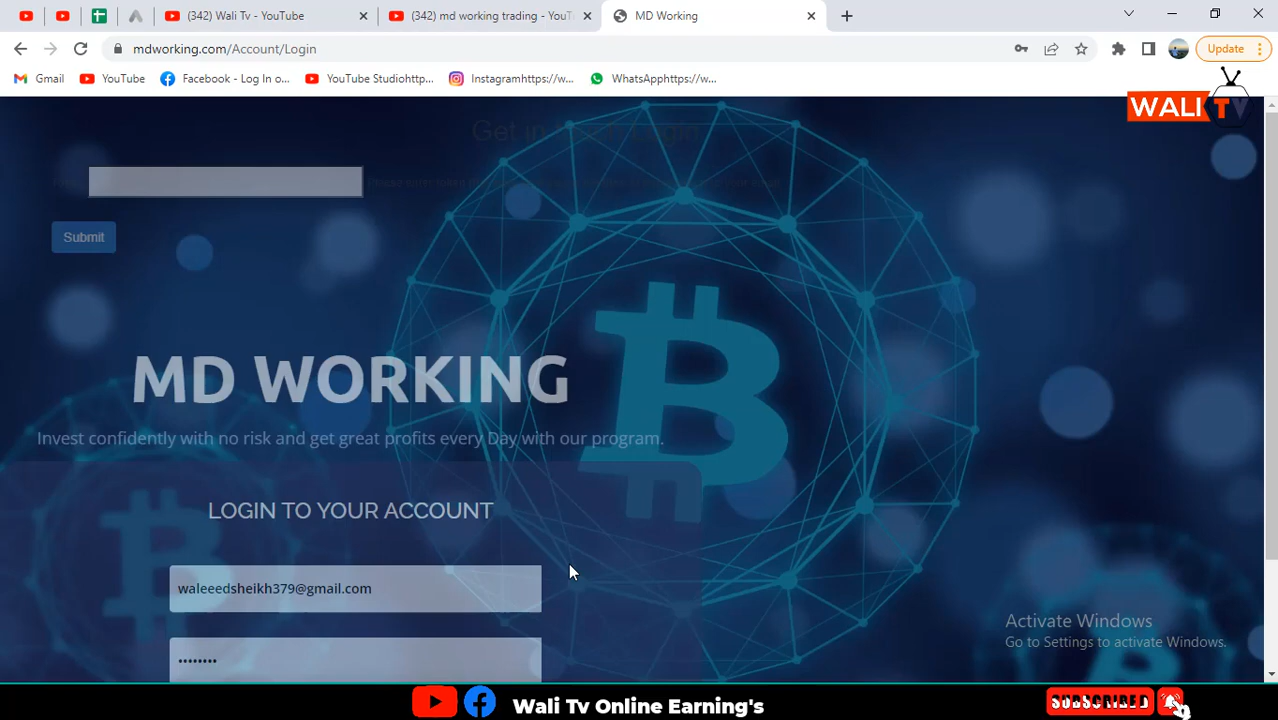 (342) Wali Tv - YouTube
(342) md working trading - YouT
MD Working
mdworking.com/Account/Login
Update
Gmail
YouTube
Facebook - Log In o...
YouTube Studiohttp...
Instagramhttps://w...
WhatsApphttps://w...
WALI TV
Submit
MD WORKING
Invest confidently with no risk and get great profits every Day with our program.
LOGIN TO YOUR ACCOUNT
waleeedsheikh379@gmail.com
Activate Windows
Go to Settings to activate Windows.
Wali Tv Online Earning's
SUBSCRIBED